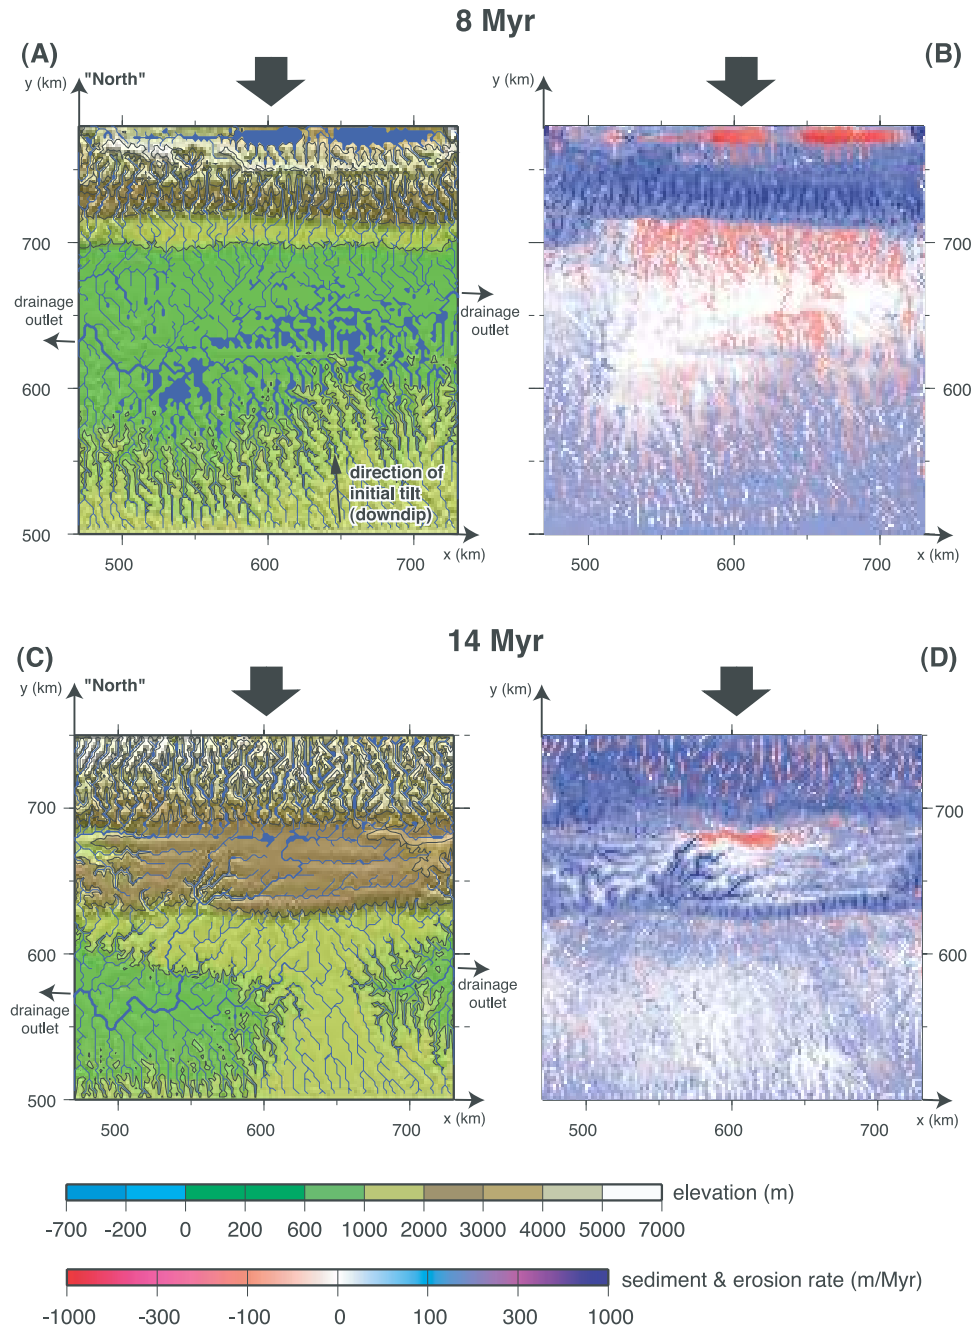 8 Myr
(A)
(B)
y (km)
"North"
y (km)
700
700
drainage
outlet
drainage
outlet
600
600
direction of
initial tilt
(downdip)
500
500
x (km)
x (km)
500
600
700
500
600
700
14 Myr
(C)
(D)
y (km)
"North"
y (km)
700
700
600
600
drainage
outlet
drainage
outlet
500
x (km)
x (km)
500
600
700
500
600
700
elevation (m)
-700 -200 0 200 600 1000 2000 3000 4000 5000 7000
sediment & erosion rate (m/Myr)
-1000 -300 -100 0 100 300 1000